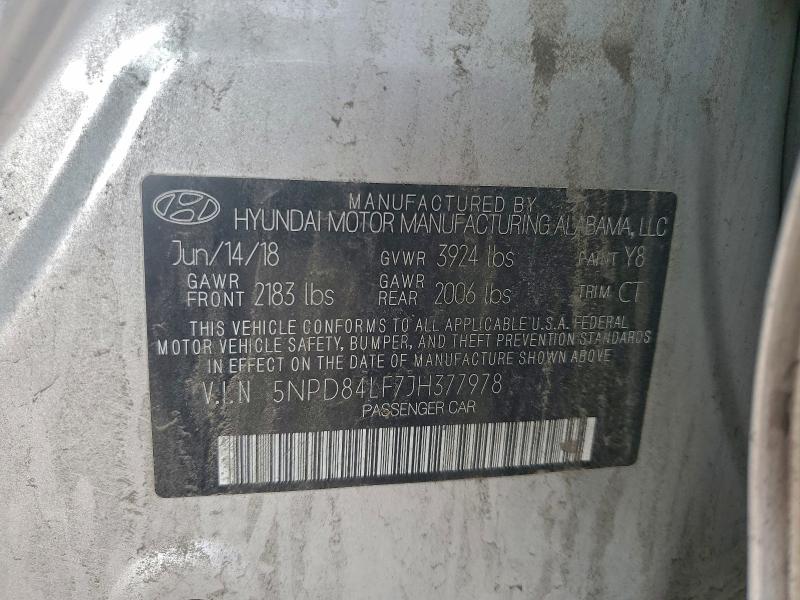 MANUFACTURED BY
HYUNDAI MOTOR MANUFACTURING ALABAMA, LLC
Jun/14/18 GVWR 3924 lbs PAINT Y8
GAWR FRONT 2183 lbs GAWR REAR 2006 lbs TRIM CT
THIS VEHICLE CONFORMS TO ALL APPLICABLE U.S.A. FEDERAL
MOTOR VEHICLE SAFETY, BUMPER, AND THEFT PREVENTION STANDARDS
IN EFFECT ON THE DATE OF MANUFACTURE SHOWN ABOVE
V.I.N 5NPD84LF7JH377978
PASSENGER CAR